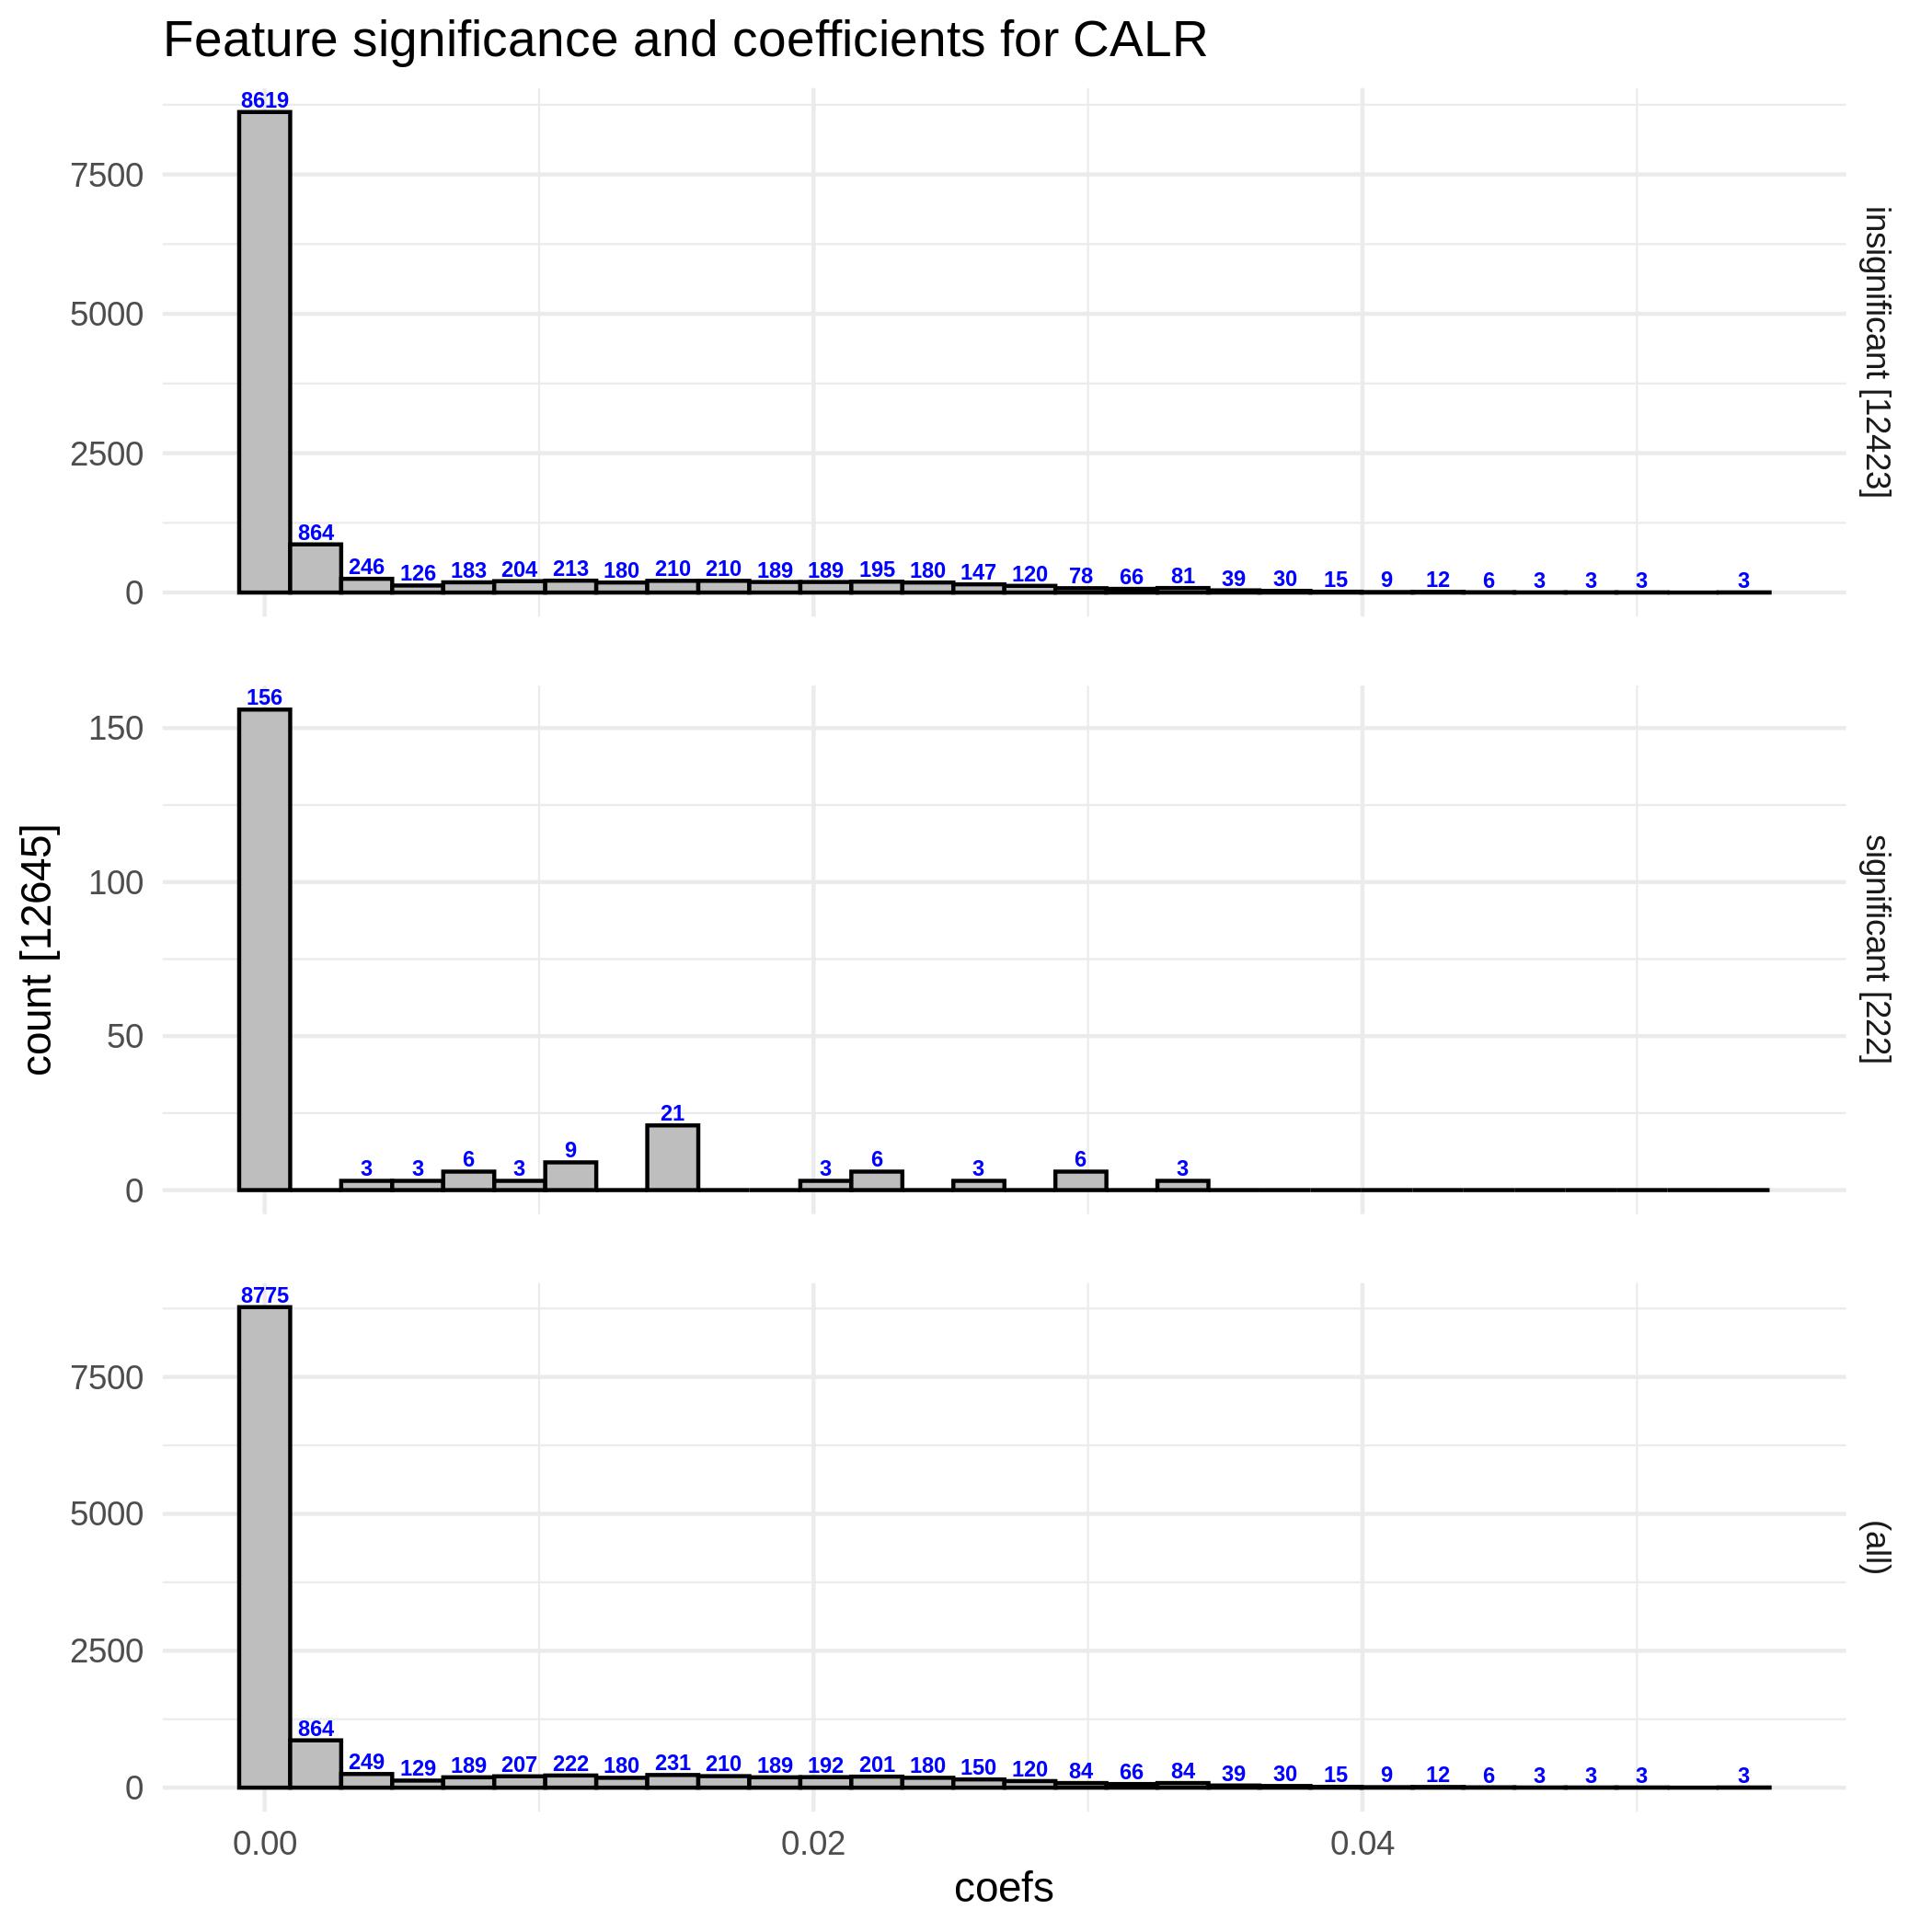 Feature significance and coefficients for CALR
8619
7500
5000
2500
864
246 126 183 204 213 180 210 210 189 189 195 180 147 120 78 66 81 39 30 15 9 12 6 3 3 3 3
0
insignificant [12423]
156
150
100
50
21
9
3 3 6 3 3 6 3 6 3
0
significant [222]
count [12645]
8775
7500
5000
2500
864
249 129 189 207 222 180 231 210 189 192 201 180 150 120 84 66 84 39 30 15 9 12 6 3 3 3 3
0
(all)
0.00 0.02 0.04
coefs